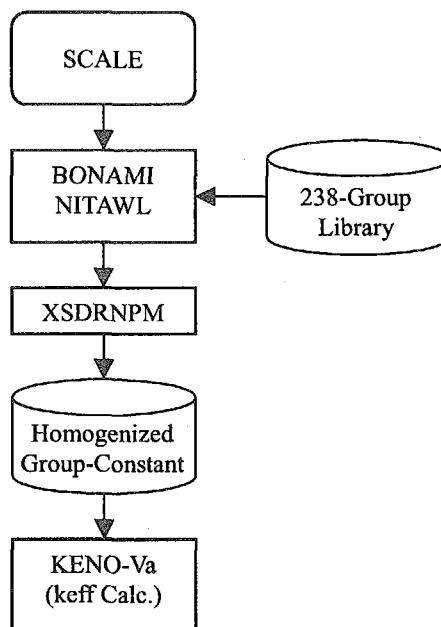 SCALE
BONAMI
NITAWL
238-Group
Library
XSDRNPM
Homogenized
Group-Constant
KENO-Va
(keff Calc.)